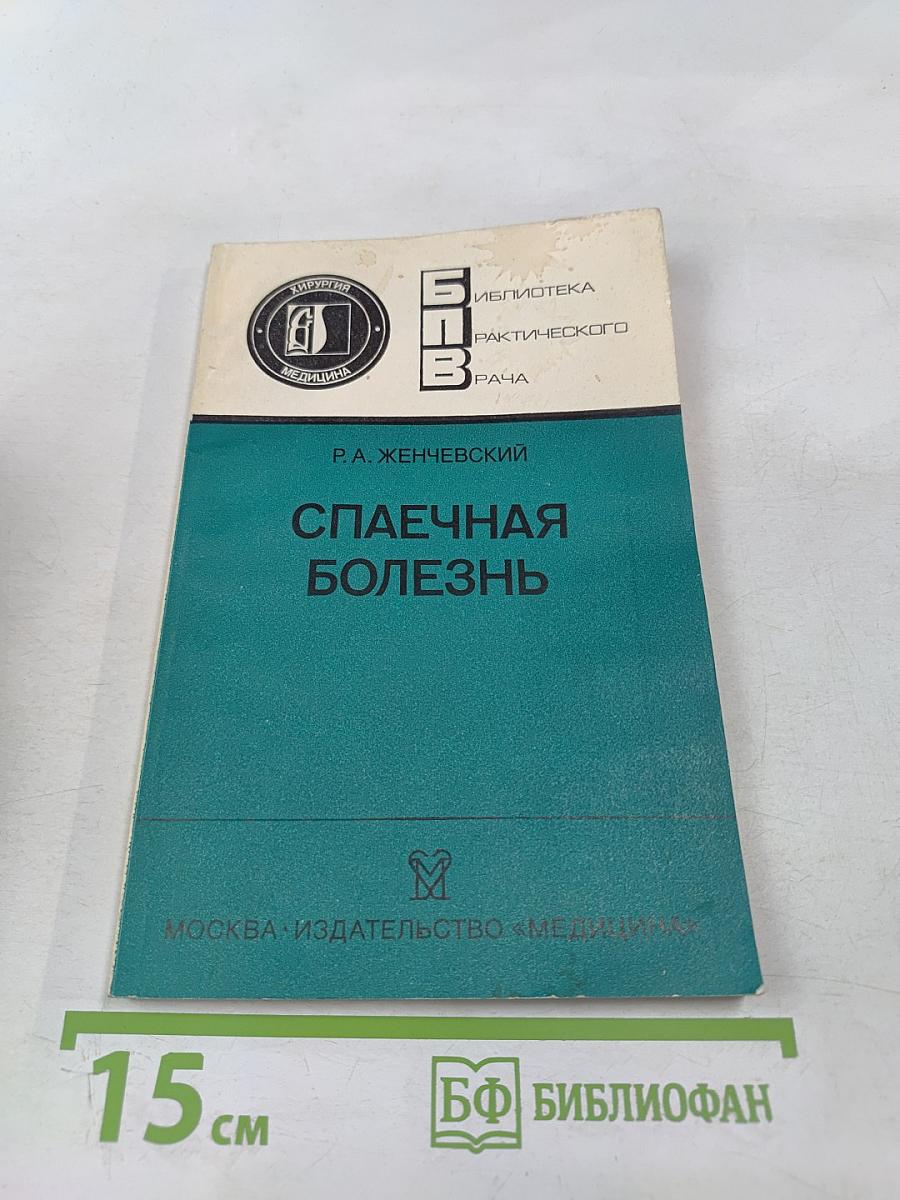 ХИРУРГИЯ
МЕДИЦИНА
БИБЛИОТЕКА
ПРАКТИЧЕСКОГО
ВРАЧА
Р.А. ЖЕНЧЕВСКИЙ
СПАЕЧНАЯ
БОЛЕЗНЬ
МОСКВА · ИЗДАТЕЛЬСТВО «МЕДИЦИНА»
15 см
БФ БИБЛИОФАН